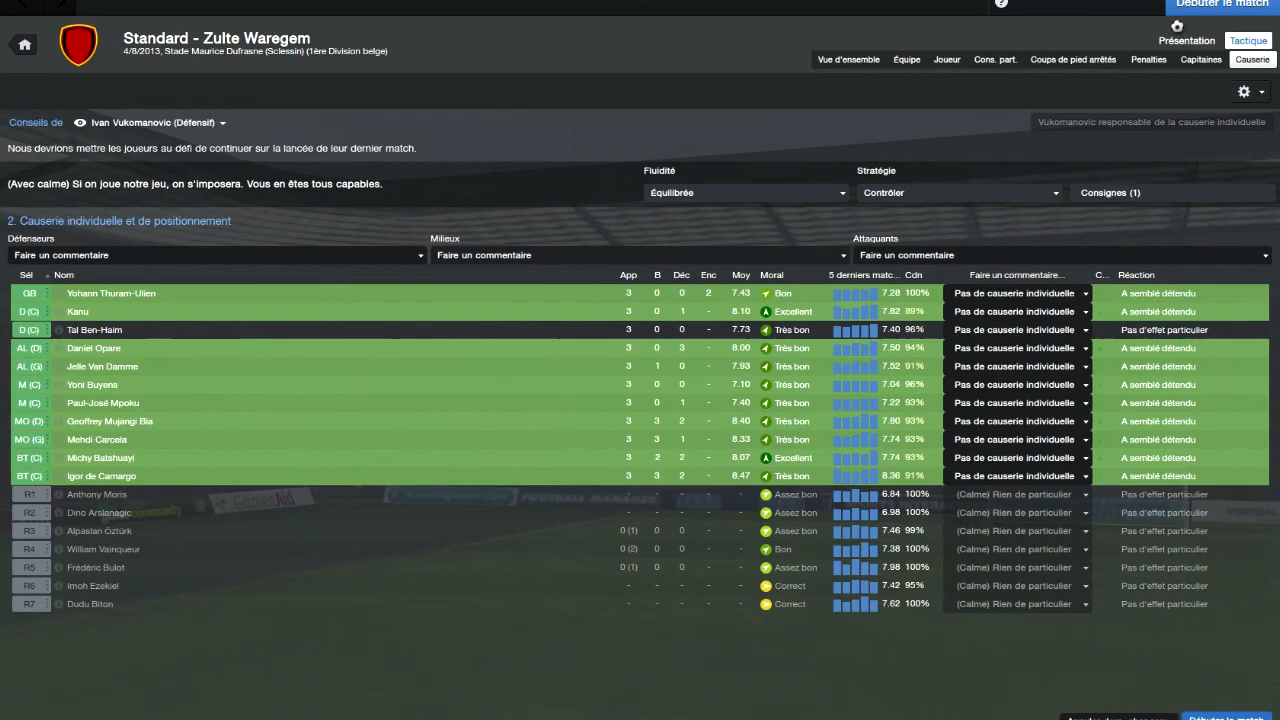 Débuter le match
Standard - Zulte Waregem
4/8/2013, Stade Maurice Dufrasne (Sclessin) (1ère Division belge)
Présentation Tactique
Vue d'ensemble Équipe Joueur Cons. part. Coups de pied arrêtés Penalties Capitaines Causerie
Conseils de Ivan Vukomanovic (Défensif) Vukomanovic responsable de la causerie individuelle
Nous devrions mettre les joueurs au défi de continuer sur la lancée de leur dernier match.
Fluidité Stratégie
(Avec calme) Si on joue notre jeu, on s'imposera. Vous en êtes tous capables.
Équilibrée Contrôler Consignes (1)
2. Causerie individuelle et de positionnement
Défenseurs Milieux Attaquants
Faire un commentaire Faire un commentaire Faire un commentaire
Sél Nom App B Déc Enc Moy Moral 5 derniers matc... Cdn Faire un commentaire... C... Réaction
GB Yohann Thuram-Ulien 3 0 0 2 7.43 Bon 7.28 100% Pas de causerie individuelle A semblé détendu
D (C) Kanu 3 0 1 - 8.10 Excellent 7.82 89% Pas de causerie individuelle A semblé détendu
D (C) Tal Ben-Haim 3 0 0 - 7.73 Très bon 7.40 96% Pas de causerie individuelle Pas d'effet particulier
AL (D) Daniel Opare 3 0 3 - 8.00 Très bon 7.50 94% Pas de causerie individuelle A semblé détendu
AL (G) Jelle Van Damme 3 1 0 - 7.93 Très bon 7.52 91% Pas de causerie individuelle A semblé détendu
M (C) Yoni Buyens 3 0 0 - 7.10 Très bon 7.04 96% Pas de causerie individuelle A semblé détendu
M (C) Paul-José Mpoku 3 0 1 - 7.40 Très bon 7.22 93% Pas de causerie individuelle A semblé détendu
MO (D) Geoffrey Mujangi Bia 3 3 2 - 8.40 Très bon 7.80 93% Pas de causerie individuelle A semblé détendu
MO (G) Mehdi Carcela 3 3 1 - 8.33 Très bon 7.74 93% Pas de causerie individuelle A semblé détendu
BT (C) Michy Batshuayi 3 2 2 - 8.07 Excellent 7.74 93% Pas de causerie individuelle A semblé détendu
BT (C) Igor de Camargo 3 3 2 - 8.47 Très bon 8.36 91% Pas de causerie individuelle A semblé détendu
R1 Anthony Moris - - - - - Assez bon 6.84 100% (Calme) Rien de particulier Pas d'effet particulier
R2 Dino Arslanagic - - - - - Assez bon 6.98 100% (Calme) Rien de particulier Pas d'effet particulier
R3 Alpaslan Öztürk 0 (1) 0 0 - - Assez bon 7.46 99% (Calme) Rien de particulier Pas d'effet particulier
R4 William Vainqueur 0 (2) 0 0 - - Bon 7.38 100% (Calme) Rien de particulier Pas d'effet particulier
R5 Frédéric Bulot 0 (1) 0 0 - - Assez bon 7.98 100% (Calme) Rien de particulier Pas d'effet particulier
R6 Imoh Ezekiel - - - - - Correct 7.42 95% (Calme) Rien de particulier Pas d'effet particulier
R7 Dudu Biton - - - - - Correct 7.62 100% (Calme) Rien de particulier Pas d'effet particulier
Débuter le match